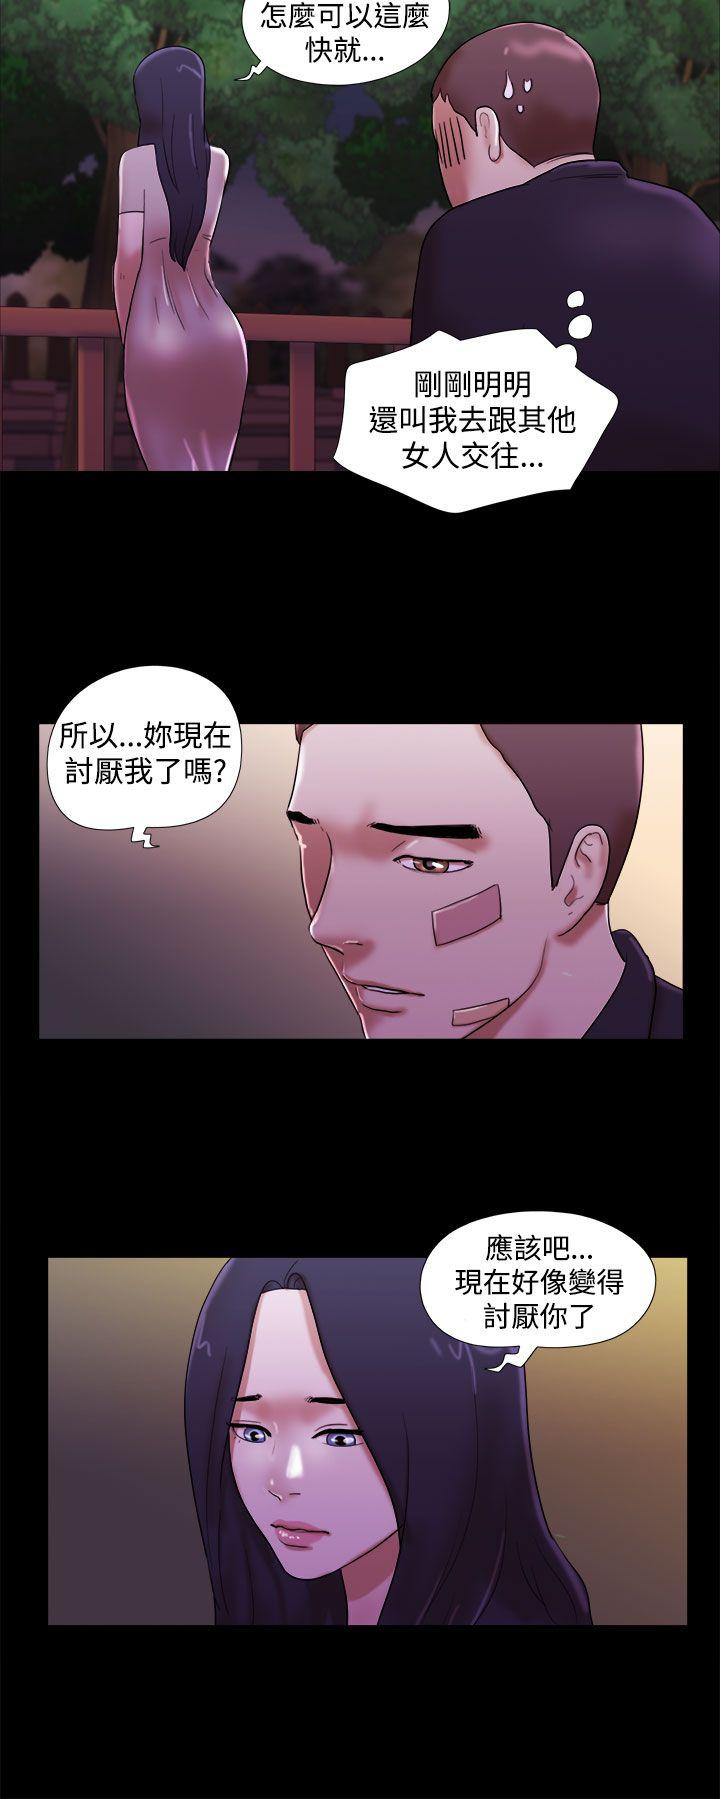 怎麼可以這麼
快就...
剛剛明明
還叫我去跟其他
女人交往...
所以...妳現在
討厭我了嗎?
應該吧...
現在好像變得
討厭你了